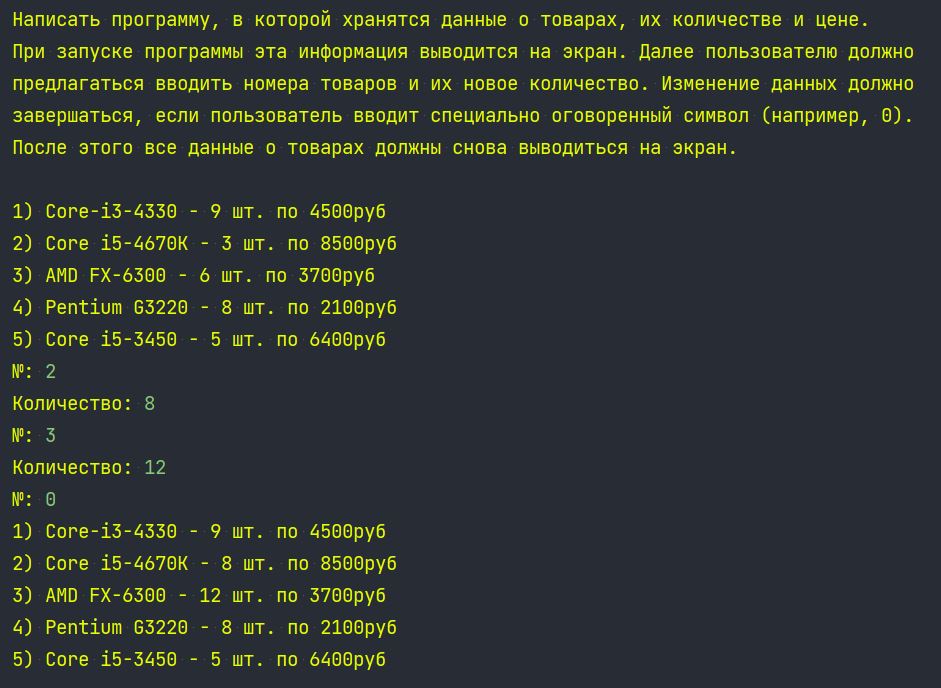 Написать программу, в которой хранятся данные о товарах, их количестве и цене.
При запуске программы эта информация выводится на экран. Далее пользователю должно
предлагаться вводить номера товаров и их новое количество. Изменение данных должно
завершаться, если пользователь вводит специально оговоренный символ (например, 0).
После этого все данные о товарах должны снова выводиться на экран.
1) Core-i3-4330 - 9 шт. по 4500руб
2) Core i5-4670K - 3 шт. по 8500руб
3) AMD FX-6300 - 6 шт. по 3700руб
4) Pentium G3220 - 8 шт. по 2100руб
5) Core i5-3450 - 5 шт. по 6400руб
№: 2
Количество: 8
№: 3
Количество: 12
№: 0
1) Core-i3-4330 - 9 шт. по 4500руб
2) Core i5-4670K - 8 шт. по 8500руб
3) AMD FX-6300 - 12 шт. по 3700руб
4) Pentium G3220 - 8 шт. по 2100руб
5) Core i5-3450 - 5 шт. по 6400руб